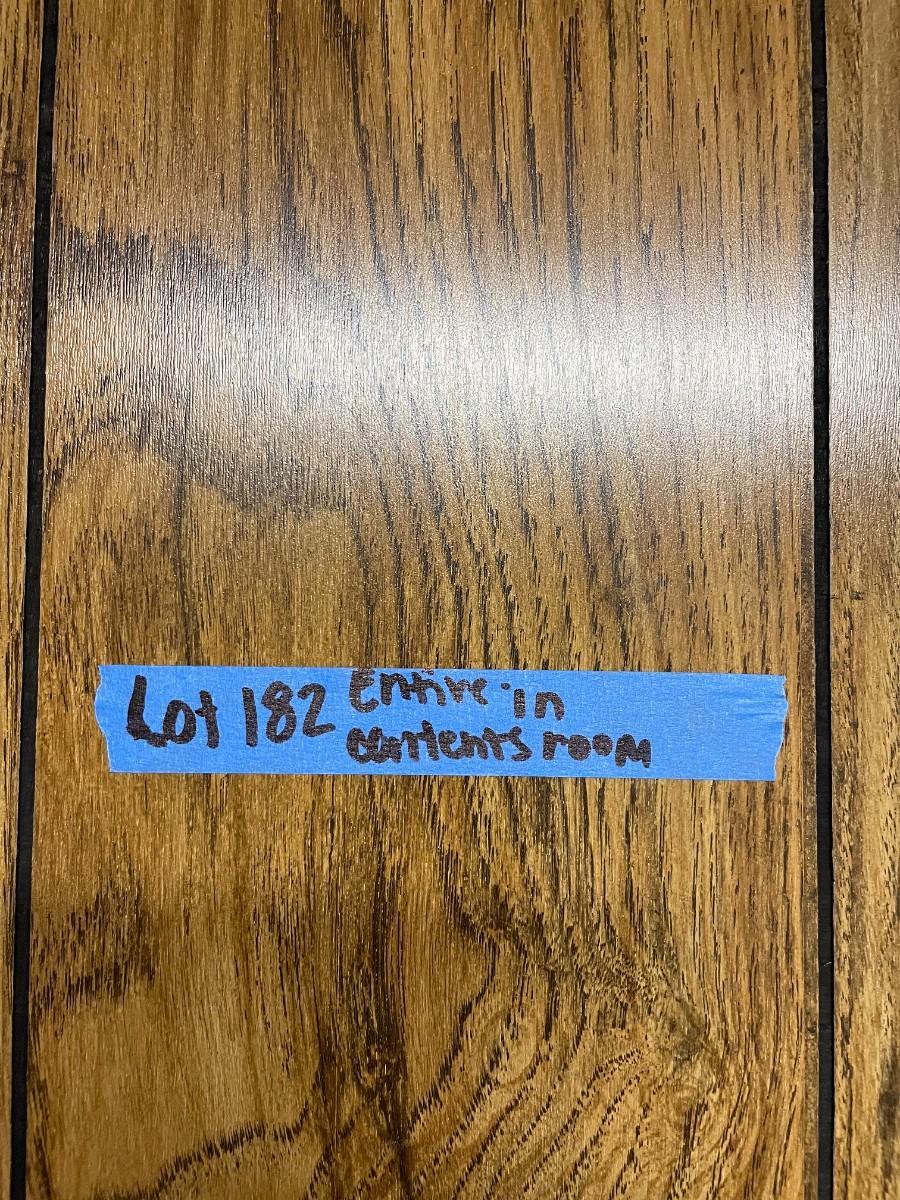 Lot 182 Entire in
contents room